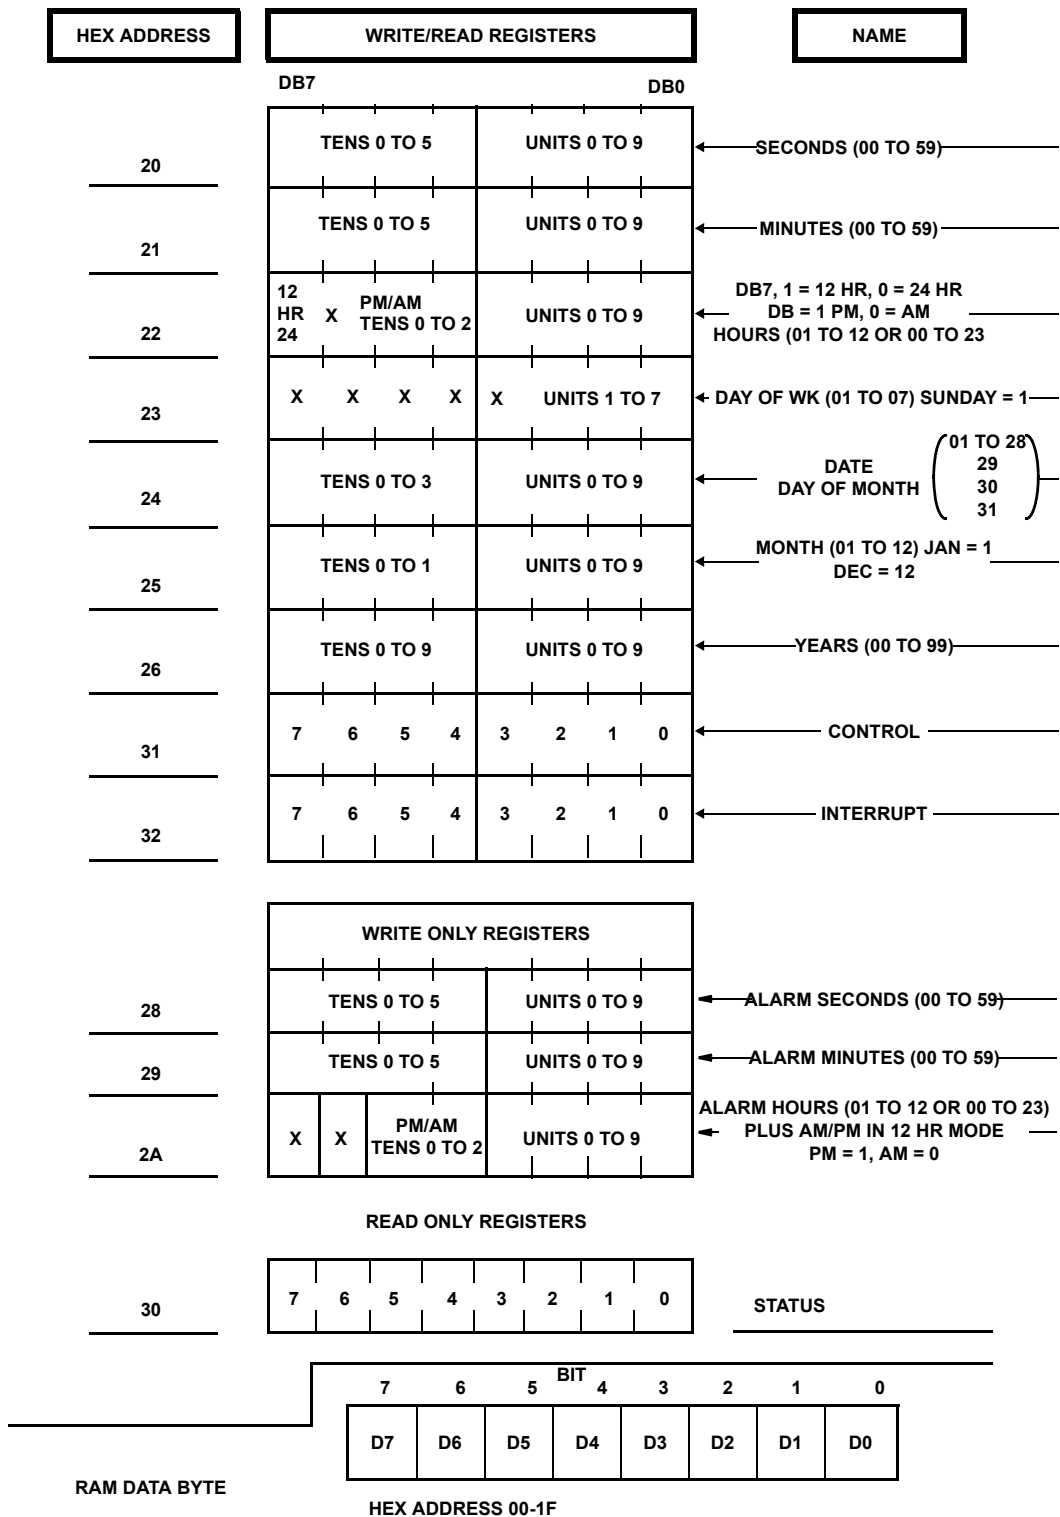 HEX ADDRESS WRITE/READ REGISTERS NAME
DB7 DB0
TENS 0 TO 5 UNITS 0 TO 9 SECONDS (00 TO 59)
20
TENS 0 TO 5 UNITS 0 TO 9 MINUTES (00 TO 59)
21
12
HR
24
X
PM/AM
TENS 0 TO 2
UNITS 0 TO 9
DB7, 1 = 12 HR, 0 = 24 HR
DB = 1 PM, 0 = AM
HOURS (01 TO 12 OR 00 TO 23
22
X X X X X UNITS 1 TO 7 DAY OF WK (01 TO 07) SUNDAY = 1
23
TENS 0 TO 3 UNITS 0 TO 9
DATE
DAY OF MONTH
01 TO 28
29
30
31
24
TENS 0 TO 1 UNITS 0 TO 9
MONTH (01 TO 12) JAN = 1
DEC = 12
25
TENS 0 TO 9 UNITS 0 TO 9 YEARS (00 TO 99)
26
7 6 5 4 3 2 1 0 CONTROL
31
7 6 5 4 3 2 1 0 INTERRUPT
32
WRITE ONLY REGISTERS
TENS 0 TO 5 UNITS 0 TO 9 ALARM SECONDS (00 TO 59)
28
TENS 0 TO 5 UNITS 0 TO 9 ALARM MINUTES (00 TO 59)
29
X X
PM/AM
TENS 0 TO 2
UNITS 0 TO 9
ALARM HOURS (01 TO 12 OR 00 TO 23)
PLUS AM/PM IN 12 HR MODE
PM = 1, AM = 0
2A
READ ONLY REGISTERS
7 6 5 4 3 2 1 0 STATUS
30
BIT
7 6 5 4 3 2 1 0
D7 D6 D5 D4 D3 D2 D1 D0
RAM DATA BYTE
HEX ADDRESS 00-1F